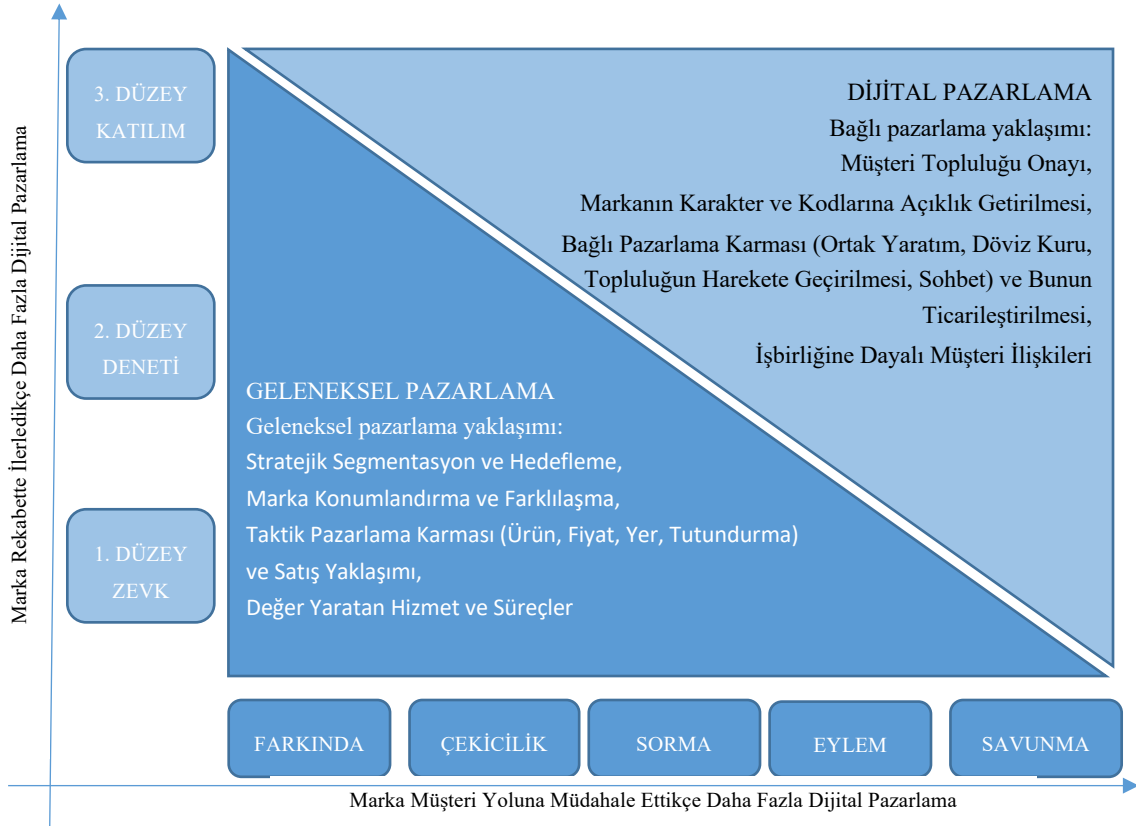 Marka Rekabette İlerledikçe Daha Fazla Dijital Pazarlama
3. DÜZEY
KATILIM
2. DÜZEY
DENETİ
1. DÜZEY
ZEVK
DİJİTAL PAZARLAMA
Bağlı pazarlama yaklaşımı:
Müşteri Topluluğu Onayı,
Markanın Karakter ve Kodlarına Açıklık Getirilmesi,
Bağlı Pazarlama Karması (Ortak Yaratım, Döviz Kuru,
Topluluğun Harekete Geçirilmesi, Sohbet) ve Bunun
Ticarileştirilmesi,
İşbirliğine Dayalı Müşteri İlişkileri
GELENEKSEL PAZARLAMA
Geleneksel pazarlama yaklaşımı:
Stratejik Segmentasyon ve Hedefleme,
Marka Konumlandırma ve Farklılaşma,
Taktik Pazarlama Karması (Ürün, Fiyat, Yer, Tutundurma)
ve Satış Yaklaşımı,
Değer Yaratan Hizmet ve Süreçler
FARKINDA
ÇEKİCİLİK
SORMA
EYLEM
SAVUNMA
Marka Müşteri Yoluna Müdahale Ettikçe Daha Fazla Dijital Pazarlama